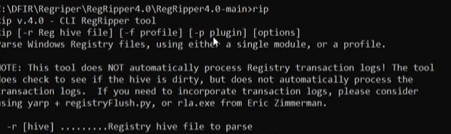 :\DFIR\Regriper\RegRipper4.0\RegRipper4.0-main>rip
ip v.4.0 - CLI RegRipper tool
ip [-r Reg hive file] [-f profile] [-p plugin] [options]
arse Windows Registry files, using either a single module, or a profile.
OTE: This tool does NOT automatically process Registry transaction logs! The tool
oes check to see if the hive is dirty, but does not automatically process the
ransaction logs.  If you need to incorporate transaction logs, please consider
sing yarp + registryFlush.py, or rla.exe from Eric Zimmerman.
-r [hive] .........Registry hive file to parse